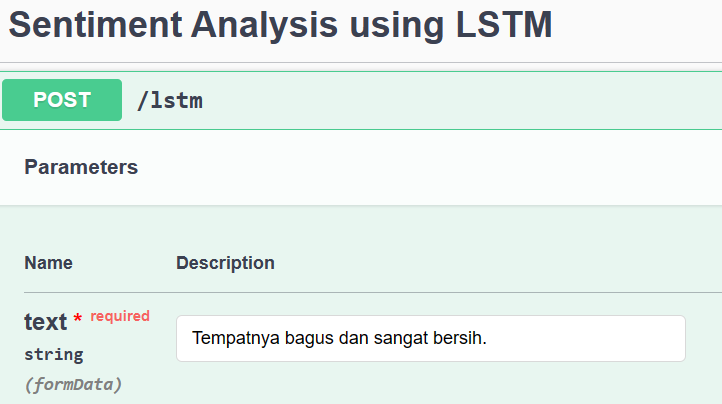 Sentiment Analysis using LSTM
POST /lstm
Parameters
Name Description
text * required
string
(formData)
Tempatnya bagus dan sangat bersih.